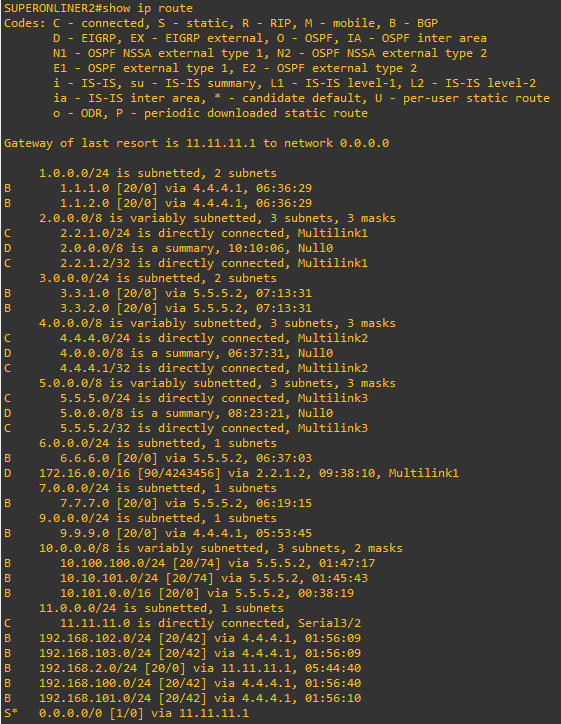 SUPERONLINER2#show ip route
Codes: C - connected, S - static, R - RIP, M - mobile, B - BGP
       D - EIGRP, EX - EIGRP external, O - OSPF, IA - OSPF inter area
       N1 - OSPF NSSA external type 1, N2 - OSPF NSSA external type 2
       E1 - OSPF external type 1, E2 - OSPF external type 2
       i - IS-IS, su - IS-IS summary, L1 - IS-IS level-1, L2 - IS-IS level-2
       ia - IS-IS inter area, * - candidate default, U - per-user static route
       o - ODR, P - periodic downloaded static route
Gateway of last resort is 11.11.11.1 to network 0.0.0.0
     1.0.0.0/24 is subnetted, 2 subnets
B       1.1.1.0 [20/0] via 4.4.4.1, 06:36:29
B       1.1.2.0 [20/0] via 4.4.4.1, 06:36:29
     2.0.0.0/8 is variably subnetted, 3 subnets, 3 masks
C       2.2.1.0/24 is directly connected, Multilink1
D       2.0.0.0/8 is a summary, 10:10:06, Null0
C       2.2.1.2/32 is directly connected, Multilink1
     3.0.0.0/24 is subnetted, 2 subnets
B       3.3.1.0 [20/0] via 5.5.5.2, 07:13:31
B       3.3.2.0 [20/0] via 5.5.5.2, 07:13:31
     4.0.0.0/8 is variably subnetted, 3 subnets, 3 masks
C       4.4.4.0/24 is directly connected, Multilink2
D       4.0.0.0/8 is a summary, 06:37:31, Null0
C       4.4.4.1/32 is directly connected, Multilink2
     5.0.0.0/8 is variably subnetted, 3 subnets, 3 masks
C       5.5.5.0/24 is directly connected, Multilink3
D       5.0.0.0/8 is a summary, 08:23:21, Null0
C       5.5.5.2/32 is directly connected, Multilink3
     6.0.0.0/24 is subnetted, 1 subnets
B       6.6.6.0 [20/0] via 5.5.5.2, 06:37:03
D    172.16.0.0/16 [90/4243456] via 2.2.1.2, 09:38:10, Multilink1
     7.0.0.0/24 is subnetted, 1 subnets
B       7.7.7.0 [20/0] via 5.5.5.2, 06:19:15
     9.0.0.0/24 is subnetted, 1 subnets
B       9.9.9.0 [20/0] via 4.4.4.1, 05:53:45
     10.0.0.0/8 is variably subnetted, 3 subnets, 2 masks
B       10.100.100.0/24 [20/74] via 5.5.5.2, 01:47:17
B       10.10.101.0/24 [20/74] via 5.5.5.2, 01:45:43
B       10.101.0.0/16 [20/0] via 5.5.5.2, 00:38:19
     11.0.0.0/24 is subnetted, 1 subnets
C       11.11.11.0 is directly connected, Serial3/2
B    192.168.102.0/24 [20/42] via 4.4.4.1, 01:56:09
B    192.168.103.0/24 [20/42] via 4.4.4.1, 01:56:09
B    192.168.2.0/24 [20/0] via 11.11.11.1, 05:44:40
B    192.168.100.0/24 [20/42] via 4.4.4.1, 01:56:40
B    192.168.101.0/24 [20/42] via 4.4.4.1, 01:56:10
S*   0.0.0.0/0 [1/0] via 11.11.11.1